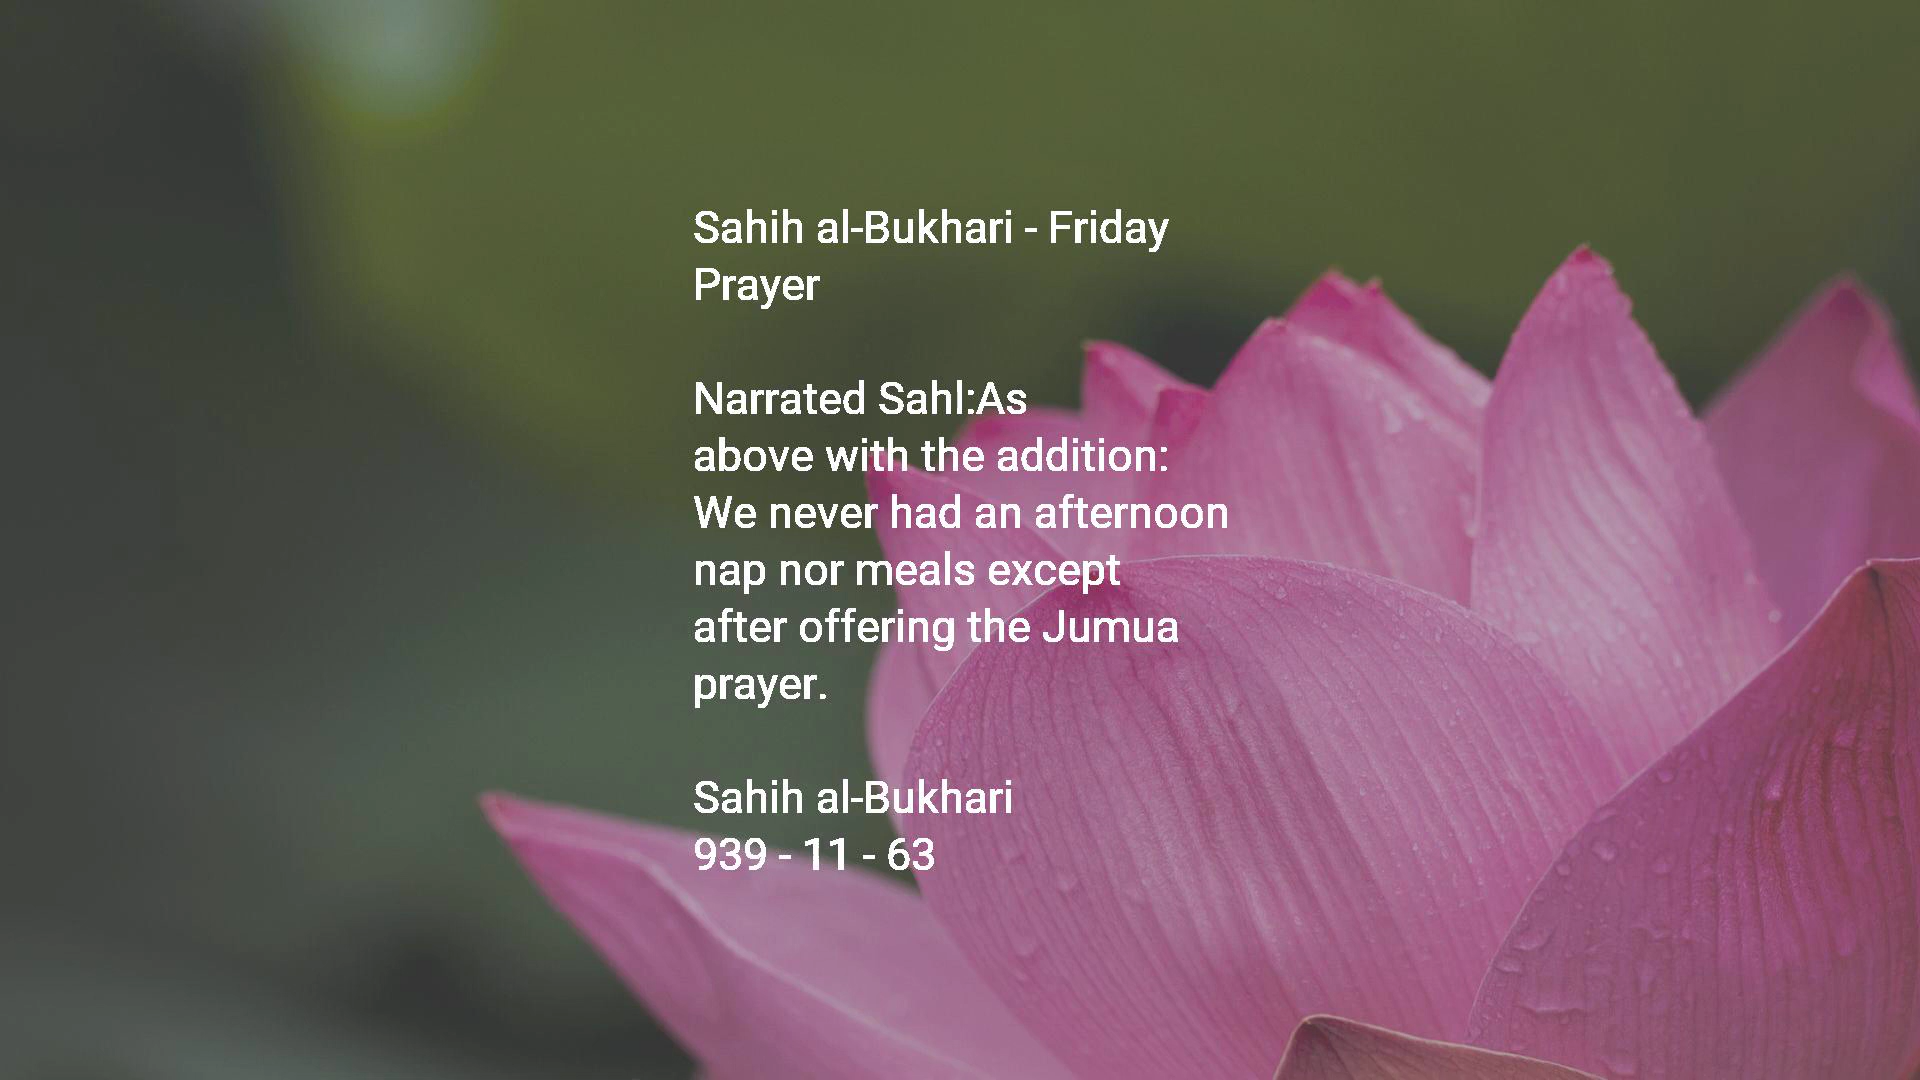 Sahih al-Bukhari - Friday
Prayer
Narrated Sahl:As
above with the addition:
We never had an afternoon
nap nor meals except
after offering the Jumua
prayer.
Sahih al-Bukhari
939 - 11 - 63